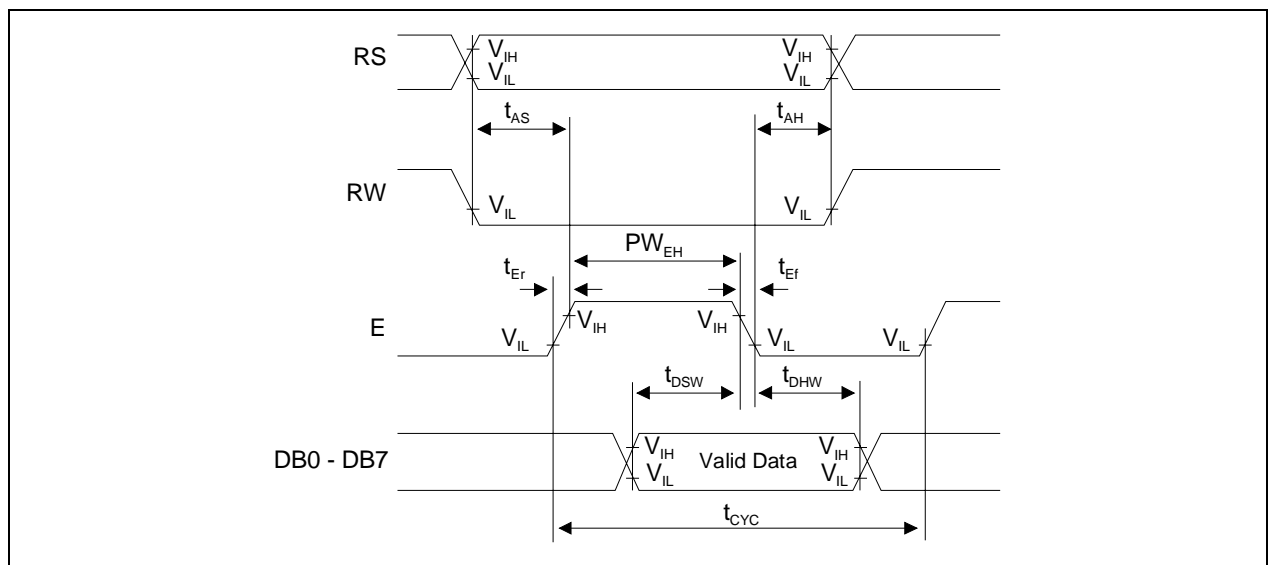 RS
V_IH
V_IL
V_IH
V_IL
t_AS
t_AH
RW
V_IL
V_IL
PW_EH
t_Er
t_Ef
E
V_IL
V_IH
V_IH
V_IL
V_IL
t_DSW
t_DHW
DB0 - DB7
V_IH
V_IL
Valid Data
V_IH
V_IL
t_CYC